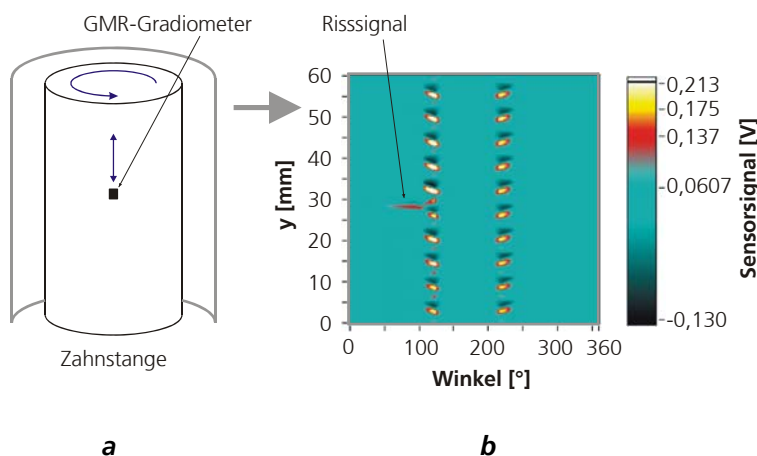 GMR-Gradiometer
Risssignal
Zahnstange
60
50
40
30
20
10
0
y [mm]
0
100
200
300
360
Winkel [°]
0,213
0,175
0,137
0,0607
-0,130
Sensorsignal [V]
a
b